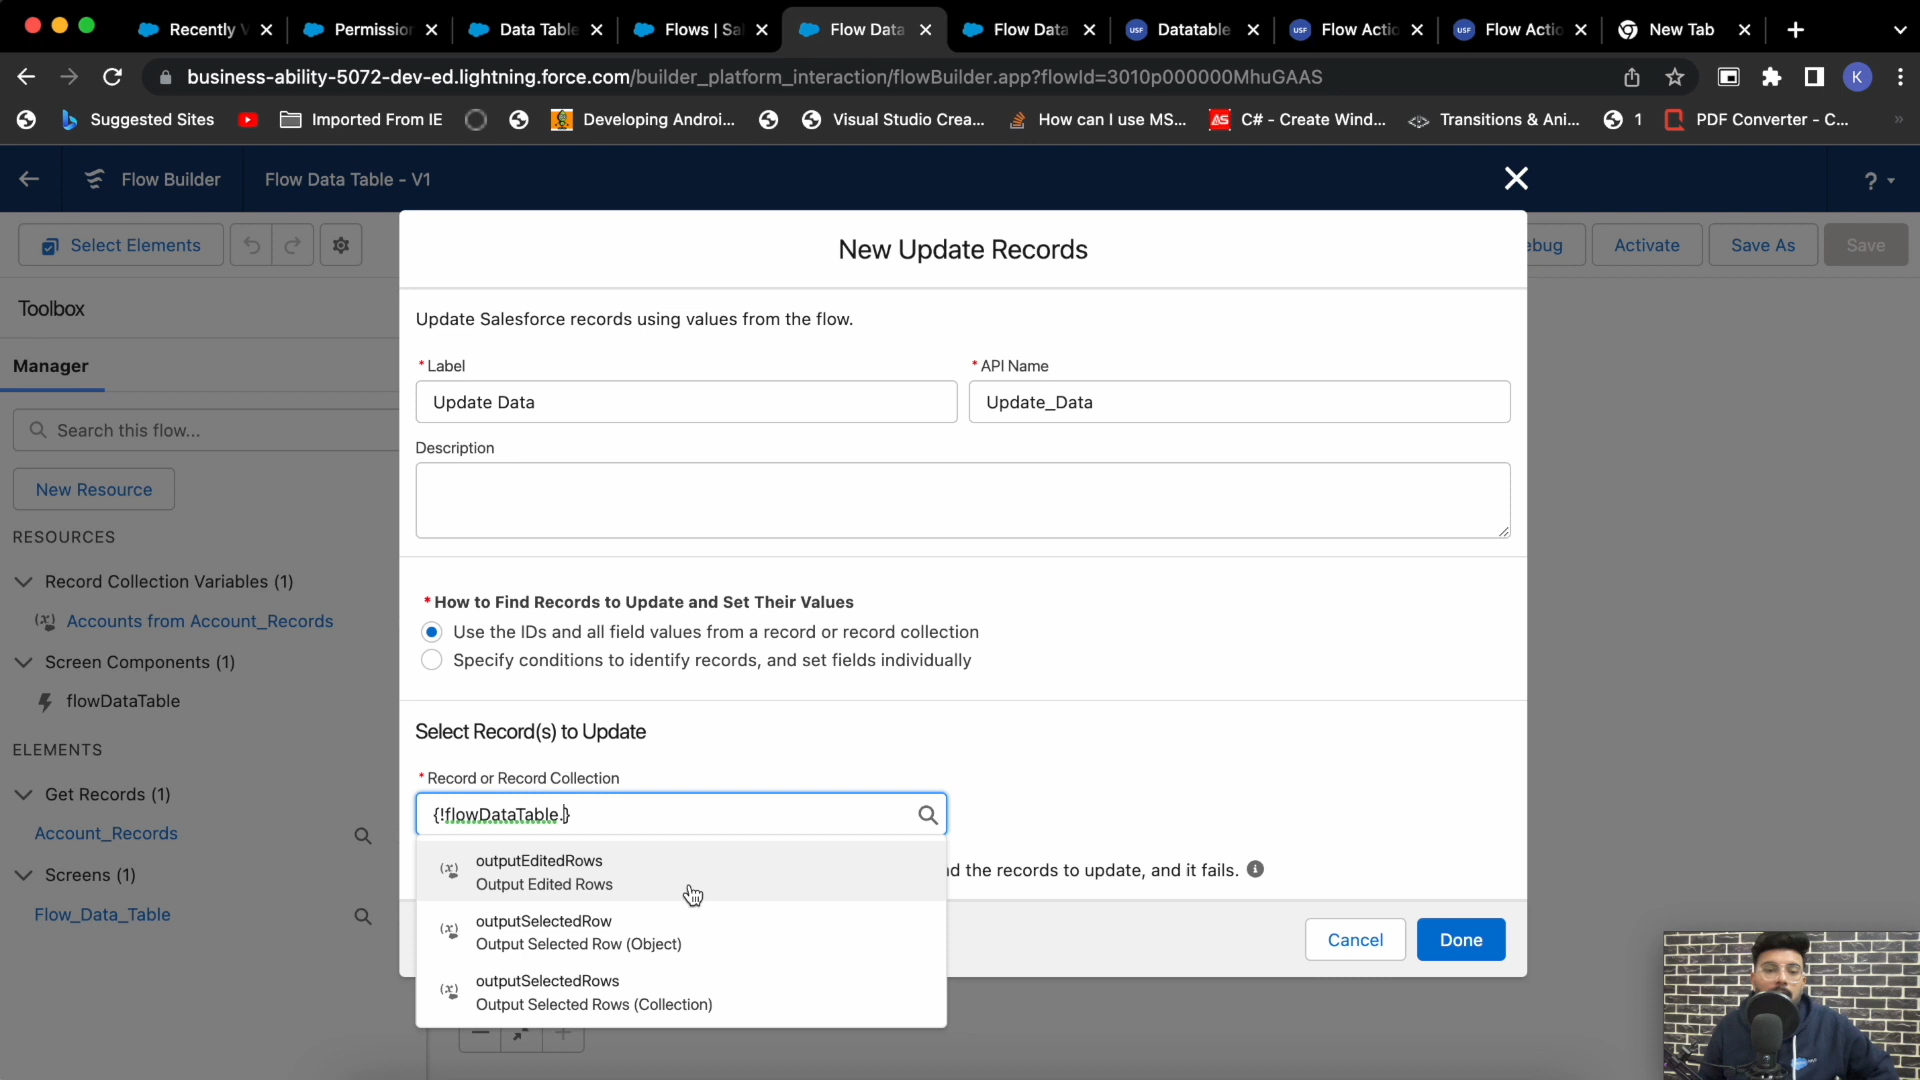 Recently V
Permission
Data Table
Flows | Sal
Flow Data
Flow Data
USF
Datatable
USF
Flow Actio
USF
Flow Actio
New Tab
business-ability-5072-dev-ed.lightning.force.com/builder_platform_interaction/flowBuilder.app?flowId=3010p000000MhuGAAS
K
Suggested Sites
Imported From IE
Developing Androi...
Visual Studio Crea...
How can I use MS...
C# - Create Wind...
Transitions & Ani...
1
PDF Converter - C...
Flow Builder
Flow Data Table - V1
?
Select Elements
ebug
Activate
Save As
Save
Toolbox
Manager
Search this flow...
New Resource
RESOURCES
Record Collection Variables (1)
Accounts from Account_Records
Screen Components (1)
flowDataTable
ELEMENTS
Get Records (1)
Account_Records
Screens (1)
Flow_Data_Table
New Update Records
Update Salesforce records using values from the flow.
* Label
* API Name
Update Data
Update_Data
Description
* How to Find Records to Update and Set Their Values
Use the IDs and all field values from a record or record collection
Specify conditions to identify records, and set fields individually
Select Record(s) to Update
* Record or Record Collection
{!flowDataTable.}
outputEditedRows
Output Edited Rows
d the records to update, and it fails.
outputSelectedRow
Output Selected Row (Object)
outputSelectedRows
Output Selected Rows (Collection)
Cancel
Done